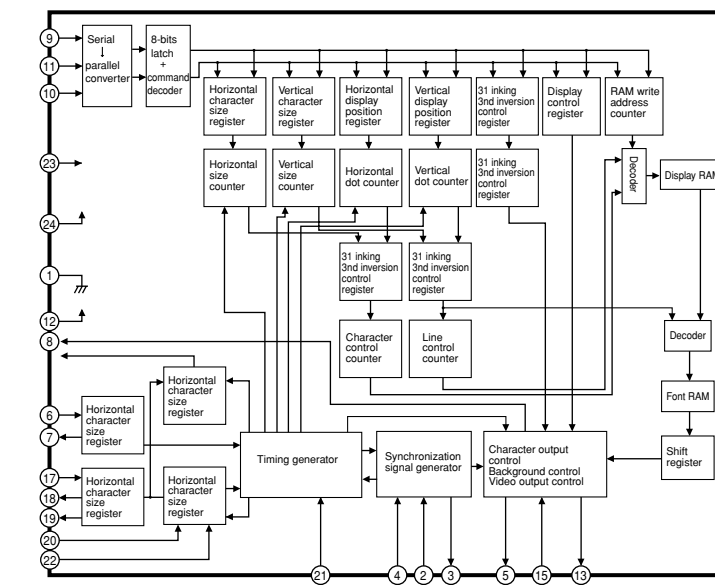 9
11
10
23
24
1
12
8
6
7
17
18
19
20
22
Serial
↓
parallel
converter
8-bits
latch
+
command
decoder
Horizontal
character
size
register
Vertical
character
size
register
Horizontal
display
position
register
Vertical
display
position
register
31 inking
3nd inversion
control
register
Display
control
register
RAM write
address
counter
Horizontal
size
counter
Vertical
size
counter
Horizontal
dot counter
Vertical
dot counter
31 inking
3nd inversion
control
register
Decoder
Display RAM
31 inking
3nd inversion
control
register
31 inking
3nd inversion
control
register
Character
control
counter
Line
control
counter
Decoder
Font RAM
Shift
register
Horizontal
character
size
register
Horizontal
character
size
register
Horizontal
character
size
register
Horizontal
character
size
register
Timing generator
Synchronization
signal generator
Character output
control
Background control
Video output control
21
4
2
3
5
15
13